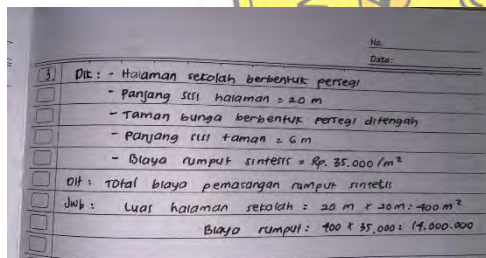 No.
Date:
3. Dik : - Halaman sekolah berbentuk persegi
- Panjang sisi halaman = 20 m
- Taman bunga berbentuk persegi ditengah
- Panjang sisi taman = 6 m
- Biaya rumput sintesis = Rp. 35.000 /m²
Dit : Total biaya pemasangan rumput sintetis
Jwb : Luas halaman sekolah : 20 m x 20 m : 400 m²
Biaya rumput : 400 x 35.000 : 14.000.000